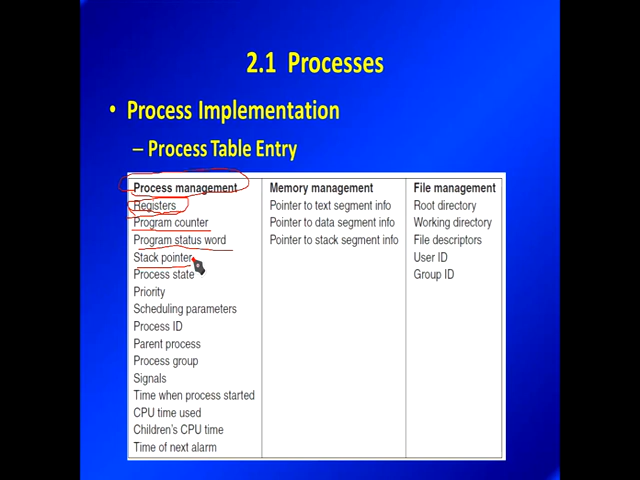 2.1 Processes
• Process Implementation
– Process Table Entry
Process management
Registers
Program counter
Program status word
Stack pointer
Process state
Priority
Scheduling parameters
Process ID
Parent process
Process group
Signals
Time when process started
CPU time used
Children's CPU time
Time of next alarm
Memory management
Pointer to text segment info
Pointer to data segment info
Pointer to stack segment info
File management
Root directory
Working directory
File descriptors
User ID
Group ID